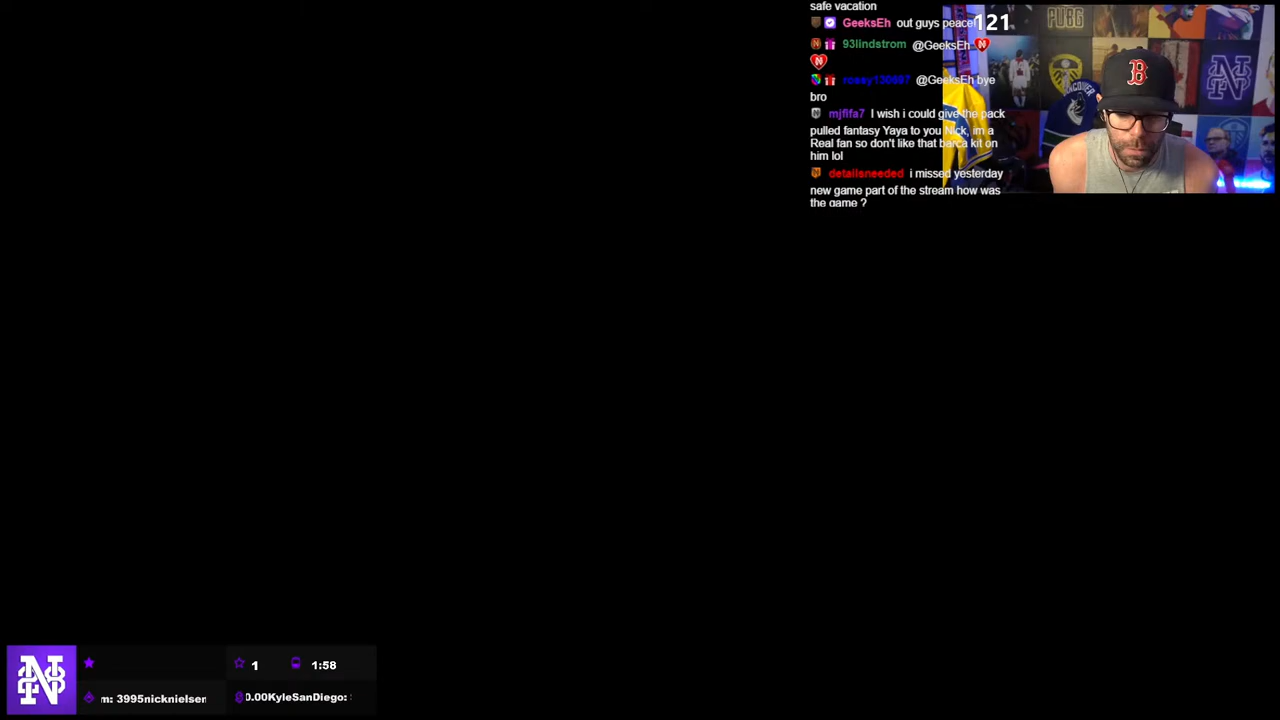 safe vacation
GeeksEh out guys peace!
121
93lindstrom @GeeksEh
rossy130697 @GeeksEh bye
bro
mjfifa7 I wish i could give the pack
pulled fantasy Yaya to you Nick, im a
Real fan so don't like that barca kit on
him lol
detailsneeded i missed yesterday
new game part of the stream how was
the game ?
PUBG
B
1
1:58
m: 3995nicknielsen
0.00KyleSanDiego: